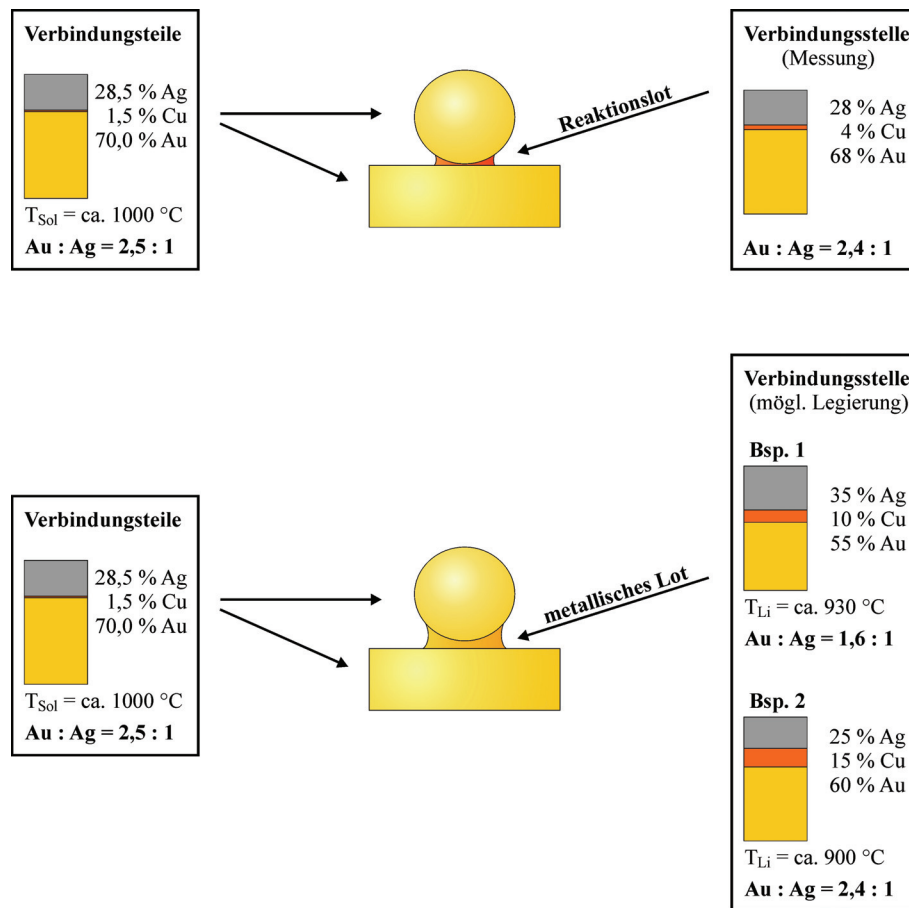 Verbindungsteile
28,5 % Ag
1,5 % Cu
70,0 % Au
T_Sol = ca. 1000 °C
Au : Ag = 2,5 : 1
Reaktionslot
Verbindungsstelle
(Messung)
28 % Ag
4 % Cu
68 % Au
Au : Ag = 2,4 : 1
Verbindungsteile
28,5 % Ag
1,5 % Cu
70,0 % Au
T_Sol = ca. 1000 °C
Au : Ag = 2,5 : 1
metallisches Lot
Verbindungsstelle
(mögl. Legierung)
Bsp. 1
35 % Ag
10 % Cu
55 % Au
T_Li = ca. 930 °C
Au : Ag = 1,6 : 1
Bsp. 2
25 % Ag
15 % Cu
60 % Au
T_Li = ca. 900 °C
Au : Ag = 2,4 : 1